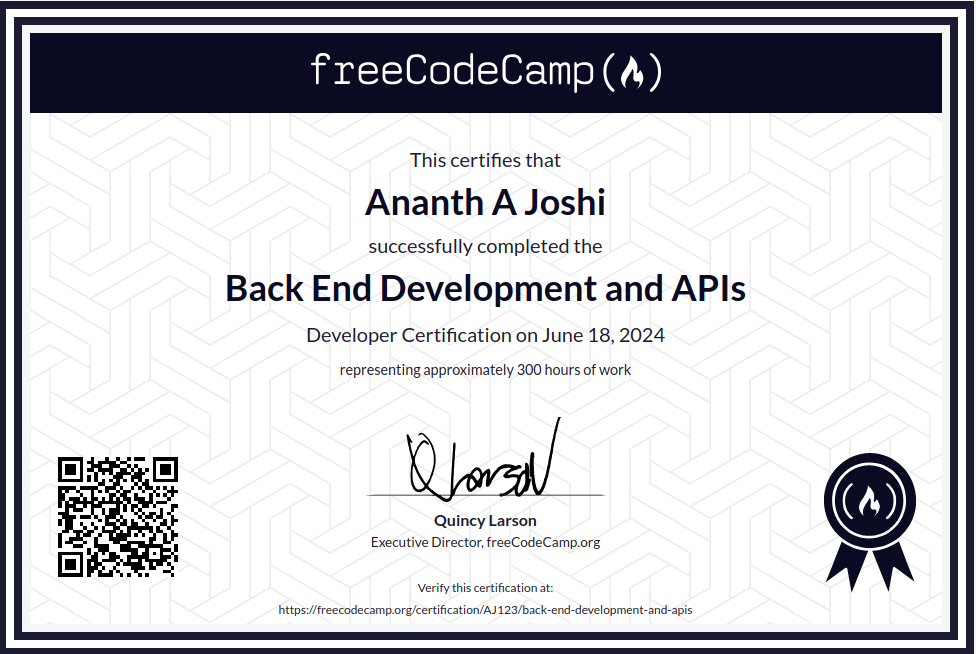 freeCodeCamp
This certifies that
Ananth A Joshi
successfully completed the
Back End Development and APIs
Developer Certification on June 18, 2024
representing approximately 300 hours of work
QLarson
Quincy Larson
Executive Director, freeCodeCamp.org
Verify this certification at:
https://freecodecamp.org/certification/AJ123/back-end-development-and-apis